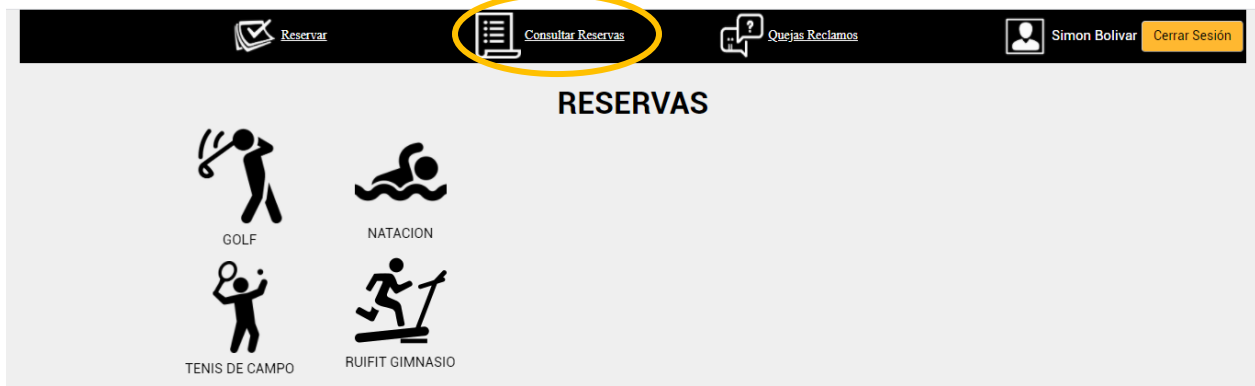 Reservar
Consultar Reservas
?
Quejas Reclamos
Simon Bolivar
Cerrar Sesión
RESERVAS
GOLF
NATACION
TENIS DE CAMPO
RUIFIT GIMNASIO